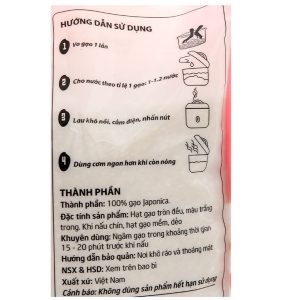 HƯỚNG DẪN SỬ DỤNG
1 Vo gạo 1 lần
2 Cho nước theo tỉ lệ 1 gạo: 1-1.2 nước
3 Lau khô nồi, cắm điện, nhấn nút
4 Dùng cơm ngon hơn khi còn nóng
THÀNH PHẦN
Thành phần: 100% gạo Japonica.
Đặc tính sản phẩm: Hạt gạo tròn đều, màu trắng
trong. Khi nấu chín, hạt gạo mềm, dẻo
Khuyên dùng: Ngâm gạo trong khoảng thời gian
15 - 20 phút trước khi nấu
Hướng dẫn bảo quản: Nơi khô ráo và thoáng mát
NSX & HSD: Xem trên bao bì
Xuất xứ: Việt Nam
Cảnh báo: Không dùng sản phẩm hết hạn sử dụng